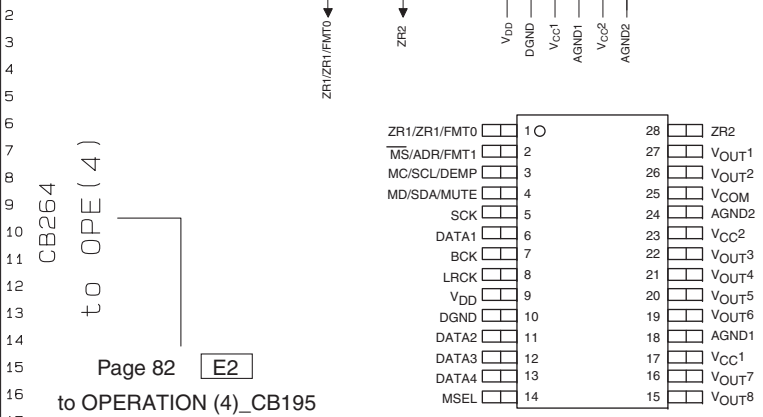 2
3
4
5
6
7
8
9
10
11
12
13
14
15
16
CB264
to OPE(4)
Page 82 E2
to OPERATION (4)_CB195
ZR1/ZR1/FMT0
ZR2
VDD
DGND
VCC1
AGND1
VCC2
AGND2
ZR1/ZR1/FMT0 1 28 ZR2
MS/ADR/FMT1 2 27 VOUT1
MC/SCL/DEMP 3 26 VOUT2
MD/SDA/MUTE 4 25 VCOM
SCK 5 24 AGND2
DATA1 6 23 VCC2
BCK 7 22 VOUT3
LRCK 8 21 VOUT4
VDD 9 20 VOUT5
DGND 10 19 VOUT6
DATA2 11 18 AGND1
DATA3 12 17 VCC1
DATA4 13 16 VOUT7
MSEL 14 15 VOUT8